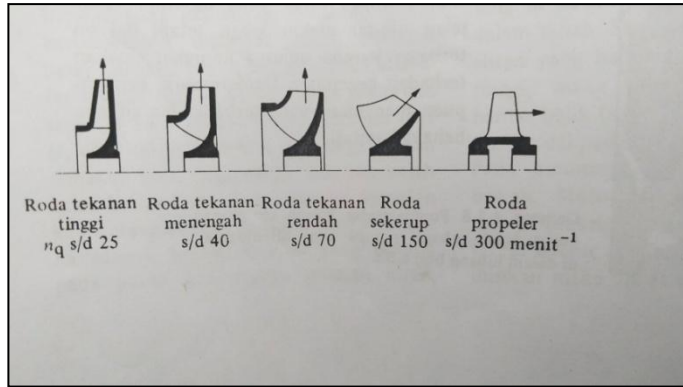 Roda tekanan tinggi
n_q s/d 25
Roda tekanan menengah
s/d 40
Roda tekanan rendah
s/d 70
Roda sekerup
s/d 150
Roda propeler
s/d 300 menit⁻¹